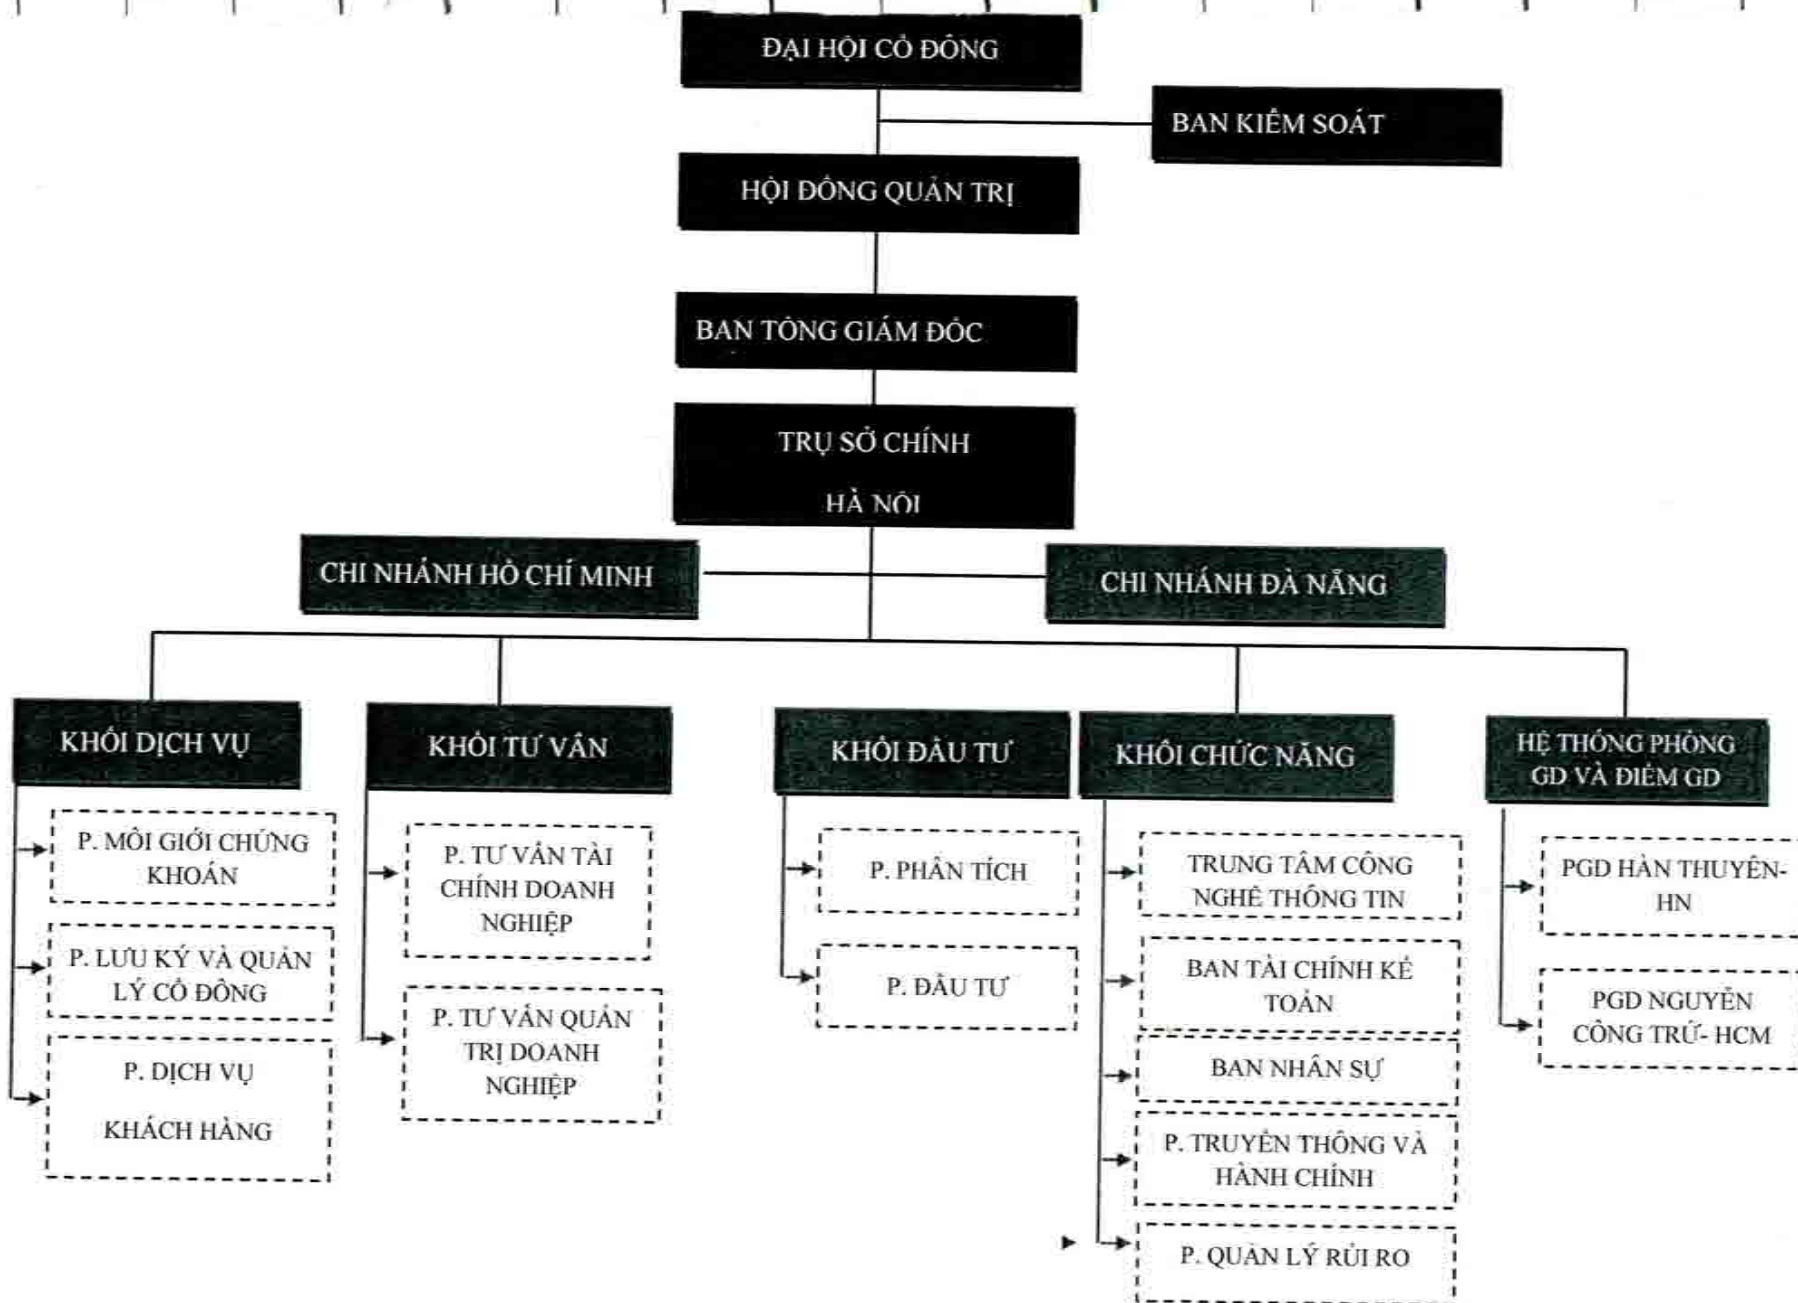 ĐẠI HỘI CỔ ĐÔNG
BAN KIỂM SOÁT
HỘI ĐỒNG QUẢN TRỊ
BAN TỔNG GIÁM ĐỐC
TRỤ SỞ CHÍNH
HÀ NỘI
CHI NHÁNH HỒ CHÍ MINH
CHI NHÁNH ĐÀ NẴNG
KHỐI DỊCH VỤ
P. MÔI GIỚI CHỨNG
KHOÁN
P. LƯU KÝ VÀ QUẢN
LÝ CỔ ĐÔNG
P. DỊCH VỤ
KHÁCH HÀNG
KHỐI TƯ VẤN
P. TƯ VẤN TÀI
CHÍNH DOANH
NGHIỆP
P. TƯ VẤN QUẢN
TRỊ DOANH
NGHIỆP
KHỐI ĐẦU TƯ
P. PHÂN TÍCH
P. ĐẦU TƯ
KHỐI CHỨC NĂNG
TRUNG TÂM CÔNG
NGHỆ THÔNG TIN
BAN TÀI CHÍNH KẾ
TOÁN
BAN NHÂN SỰ
P. TRUYỀN THÔNG VÀ
HÀNH CHÍNH
P. QUẢN LÝ RỦI RO
HỆ THỐNG PHÒNG
GD VÀ ĐIỂM GD
PGD HÀN THUYÊN-
HN
PGD NGUYỄN
CÔNG TRỨ- HCM